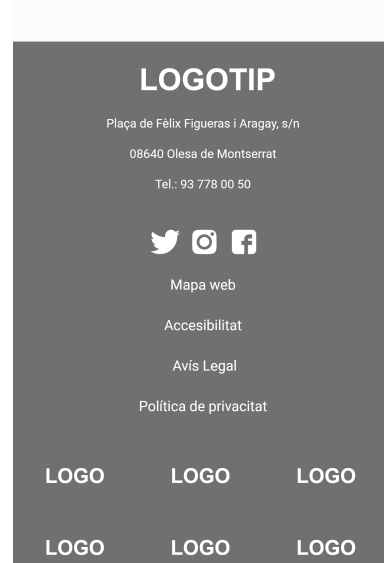 LOGOTIP
Plaça de Fèlix Figueras i Aragay, s/n
08640 Olesa de Montserrat
Tel.: 93 778 00 50
Mapa web
Accesibilitat
Avís Legal
Política de privacitat
LOGO LOGO LOGO
LOGO LOGO LOGO